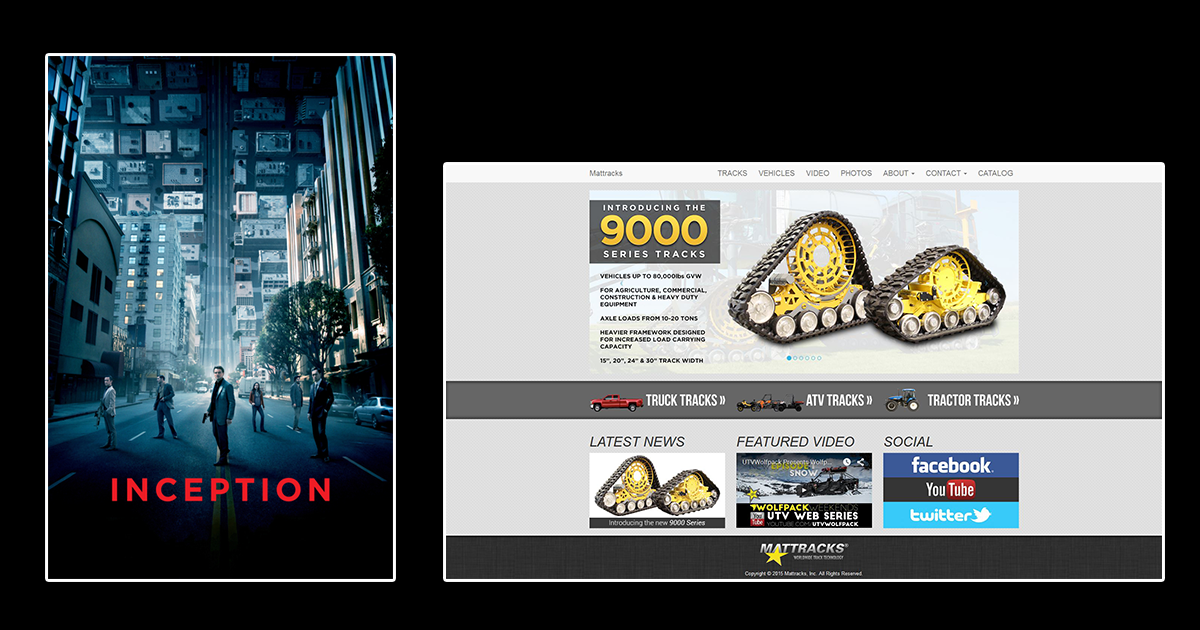 INCEPTION
Mattracks
TRACKS VEHICLES VIDEO PHOTOS ABOUT CONTACT CATALOG
INTRODUCING THE
9000
SERIES TRACKS
VEHICLES UP TO 80,000lbs GVW
FOR AGRICULTURE, COMMERCIAL,
CONSTRUCTION & HEAVY DUTY
EQUIPMENT
AXLE LOADS FROM 10-20 TONS
HEAVIER FRAMEWORK DESIGNED
FOR INCREASED LOAD CARRYING
CAPACITY
15", 20", 24" & 30" TRACK WIDTH
TRUCK TRACKS »
ATV TRACKS »
TRACTOR TRACKS »
LATEST NEWS
Introducing the new 9000 Series
FEATURED VIDEO
UTVWolfpack Presents Wolfp...
SNOW
WOLFPACK WEEKENDS
UTV WEB SERIES
YOUTUBE.COM/UTVWOLFPACK
SOCIAL
facebook
YouTube
twitter
MATTRACKS®
WORLDWIDE TRACK TECHNOLOGY
Copyright © 2015 Mattracks, Inc. All Rights Reserved.